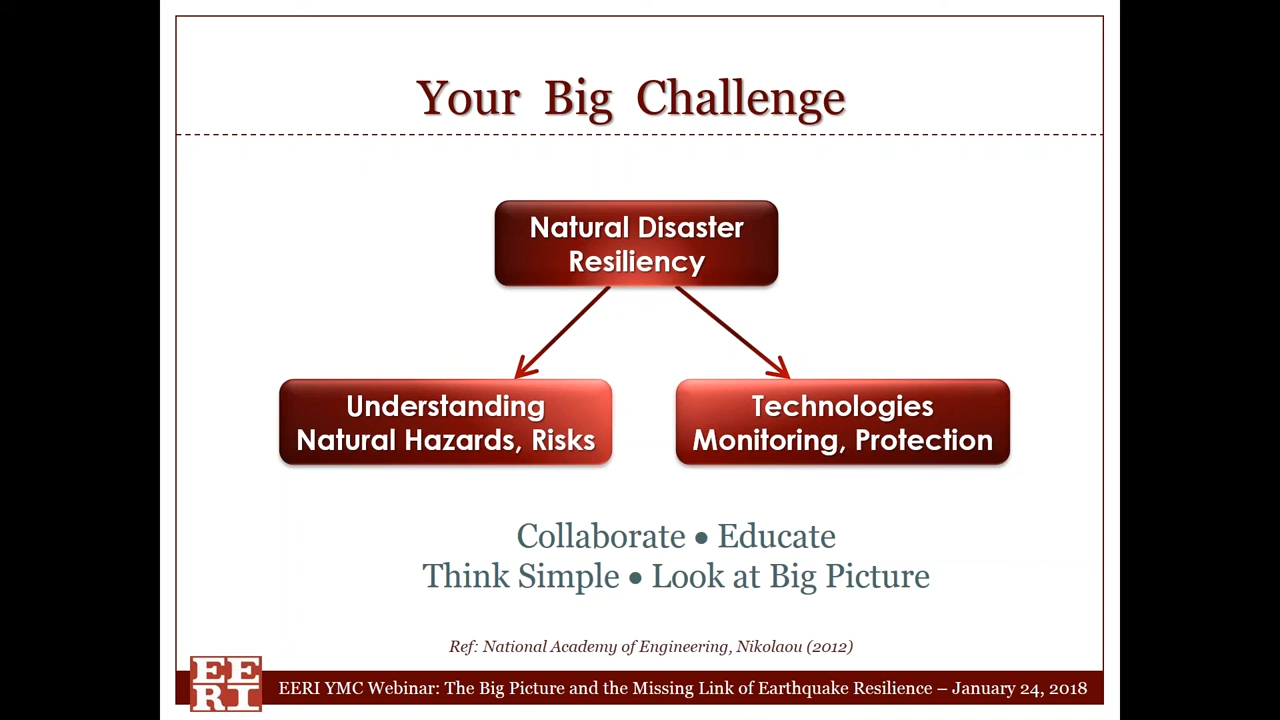 Your Big Challenge
Natural Disaster
Resiliency
Understanding
Natural Hazards, Risks
Technologies
Monitoring, Protection
Collaborate • Educate
Think Simple • Look at Big Picture
Ref: National Academy of Engineering, Nikolaou (2012)
EE
RI
EERI YMC Webinar: The Big Picture and the Missing Link of Earthquake Resilience – January 24, 2018